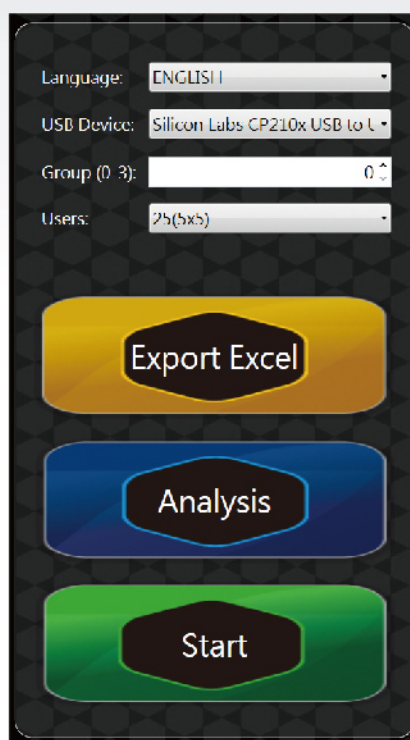 Language: ENGLISH
USB Device: Silicon Labs CP210x USB to U
Group (0-3): 0
Users: 25(5x5)
Export Excel
Analysis
Start